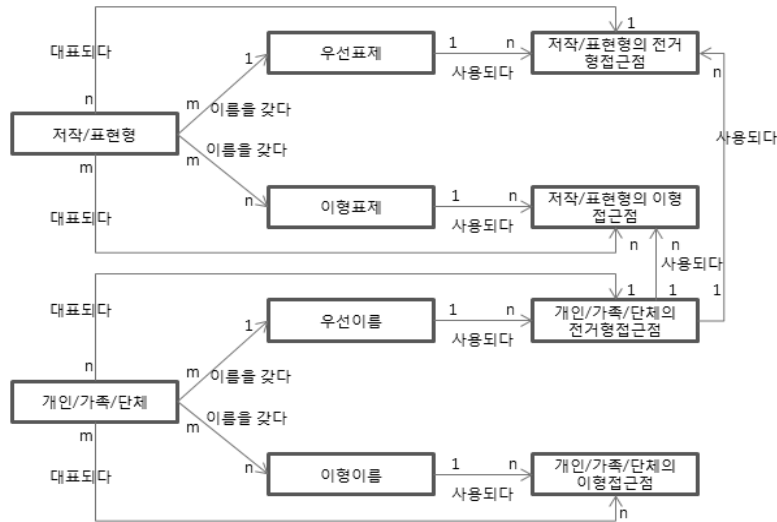 대표되다
1
우선표제
1
n
저작/표현형의 전거
형접근점
1
사용되다
n
n
m
이름을 갖다
저작/표현형
사용되다
m
m
이름을 갖다
n
이형표제
1
n
저작/표현형의 이형
접근점
대표되다
사용되다
n
n
사용되다
대표되다
1
1
1
1
우선이름
1
n
개인/가족/단체의
전거형접근점
사용되다
n
m
이름을 갖다
개인/가족/단체
m
m
이름을 갖다
n
이형이름
1
n
개인/가족/단체의
이형접근점
대표되다
사용되다
n